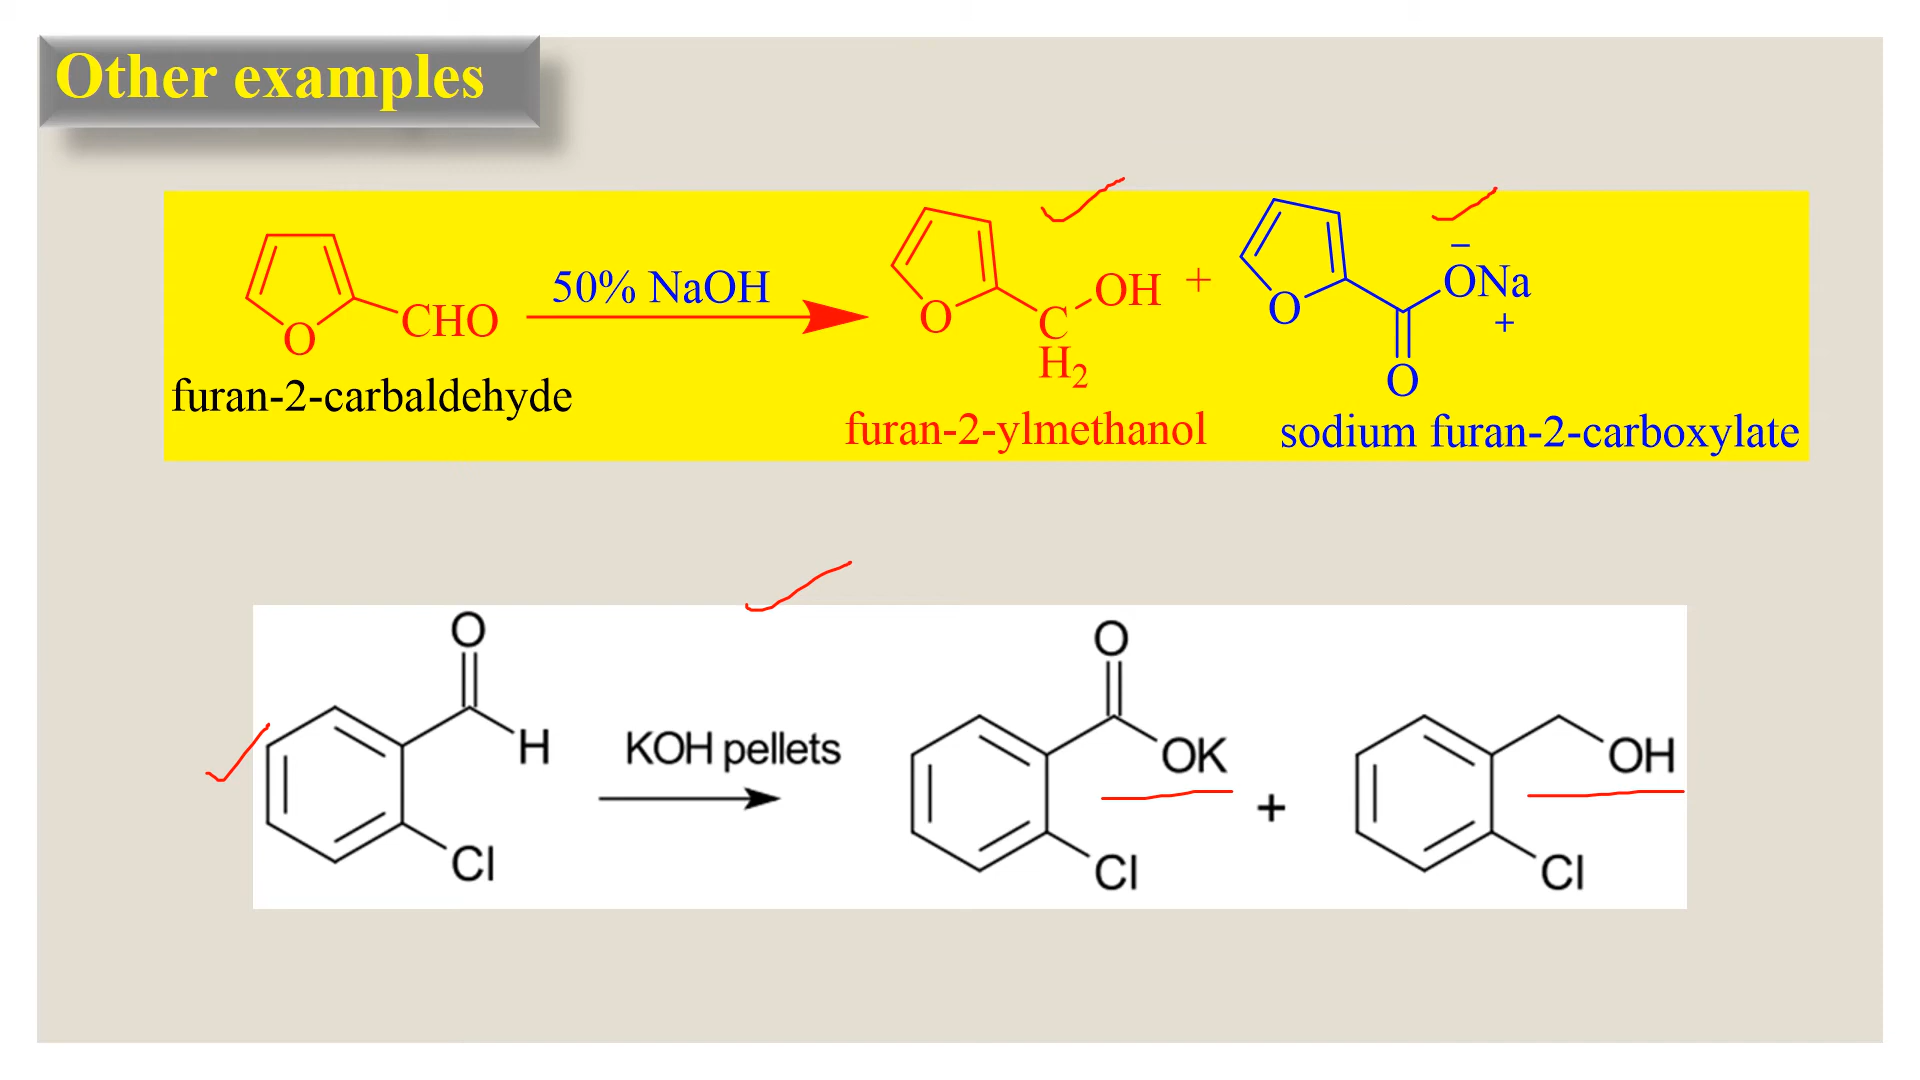 Other examples
50% NaOH
O
CHO
O
C
H2
OH
+
O
O
−
ONa
+
furan-2-carbaldehyde
furan-2-ylmethanol
sodium furan-2-carboxylate
O
H
Cl
KOH pellets
O
OK
Cl
+
OH
Cl